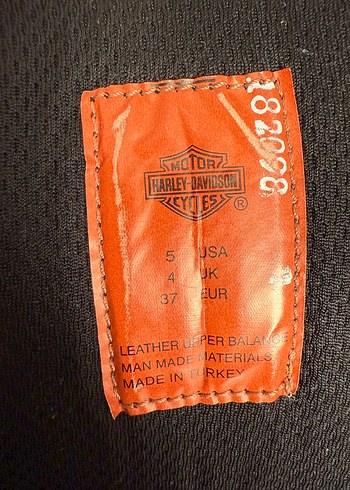 MOTOR
HARLEY-DAVIDSON
CYCLES
®
5 USA
4 UK
37 EUR
LEATHER UPPER BALANCE
MAN MADE MATERIALS
MADE IN TURKEY